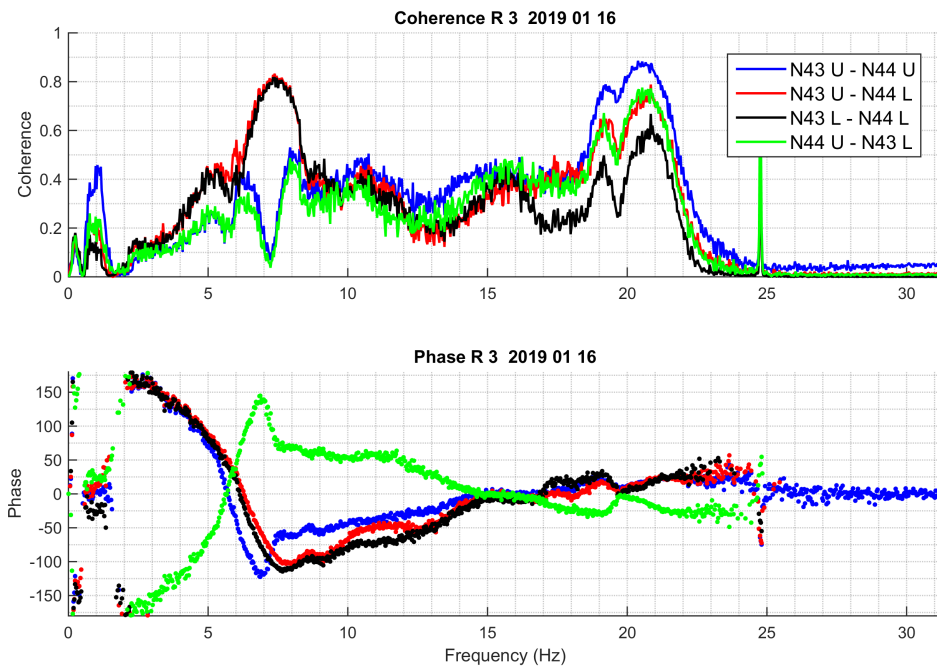 Coherence R 3 2019 01 16
1
0.8
0.6
0.4
0.2
0
Coherence
N43 U - N44 U
N43 U - N44 L
N43 L - N44 L
N44 U - N43 L
0 5 10 15 20 25 30
Phase R 3 2019 01 16
150
100
50
0
-50
-100
-150
Phase
0 5 10 15 20 25 30
Frequency (Hz)